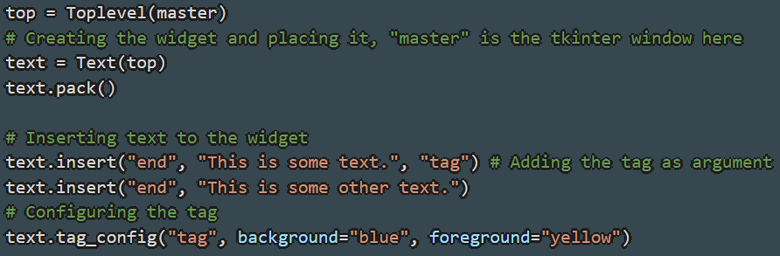 top = Toplevel(master)
# Creating the widget and placing it, "master" is the tkinter window here
text = Text(top)
text.pack()

# Inserting text to the widget
text.insert("end", "This is some text.", "tag") # Adding the tag as argument
text.insert("end", "This is some other text.")
# Configuring the tag
text.tag_config("tag", background="blue", foreground="yellow")